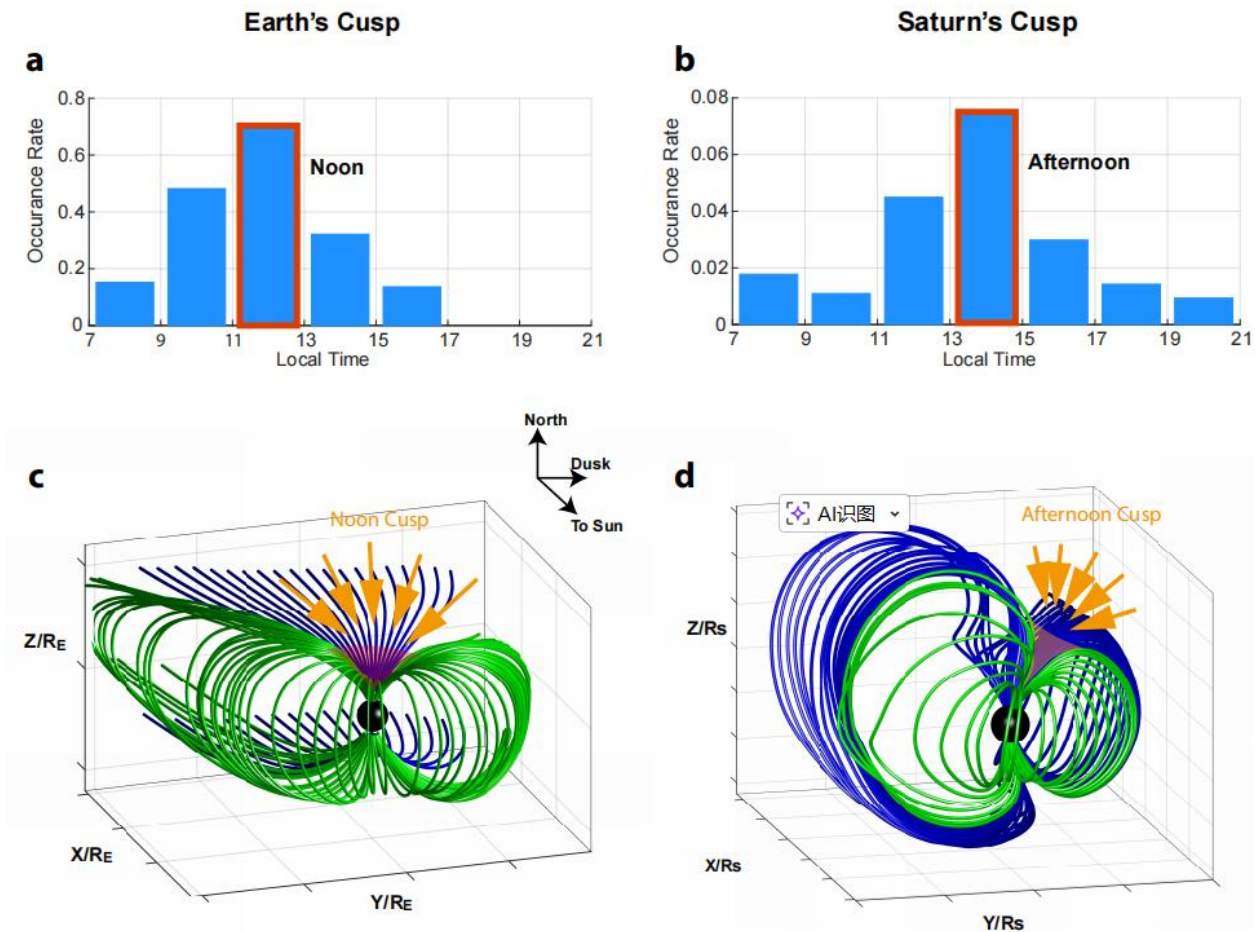 Earth's Cusp
Saturn's Cusp
a
b
0.8
0.6
0.4
0.2
0
Occurance Rate
Noon
7 9 11 13 15 17 19 21
Local Time
0.08
0.06
0.04
0.02
0
Occurance Rate
Afternoon
7 9 11 13 15 17 19 21
Local Time
North
Dusk
To Sun
c
Noon Cusp
Z/RE
X/RE
Y/RE
d
AI识图
Afternoon Cusp
Z/Rs
X/Rs
Y/Rs